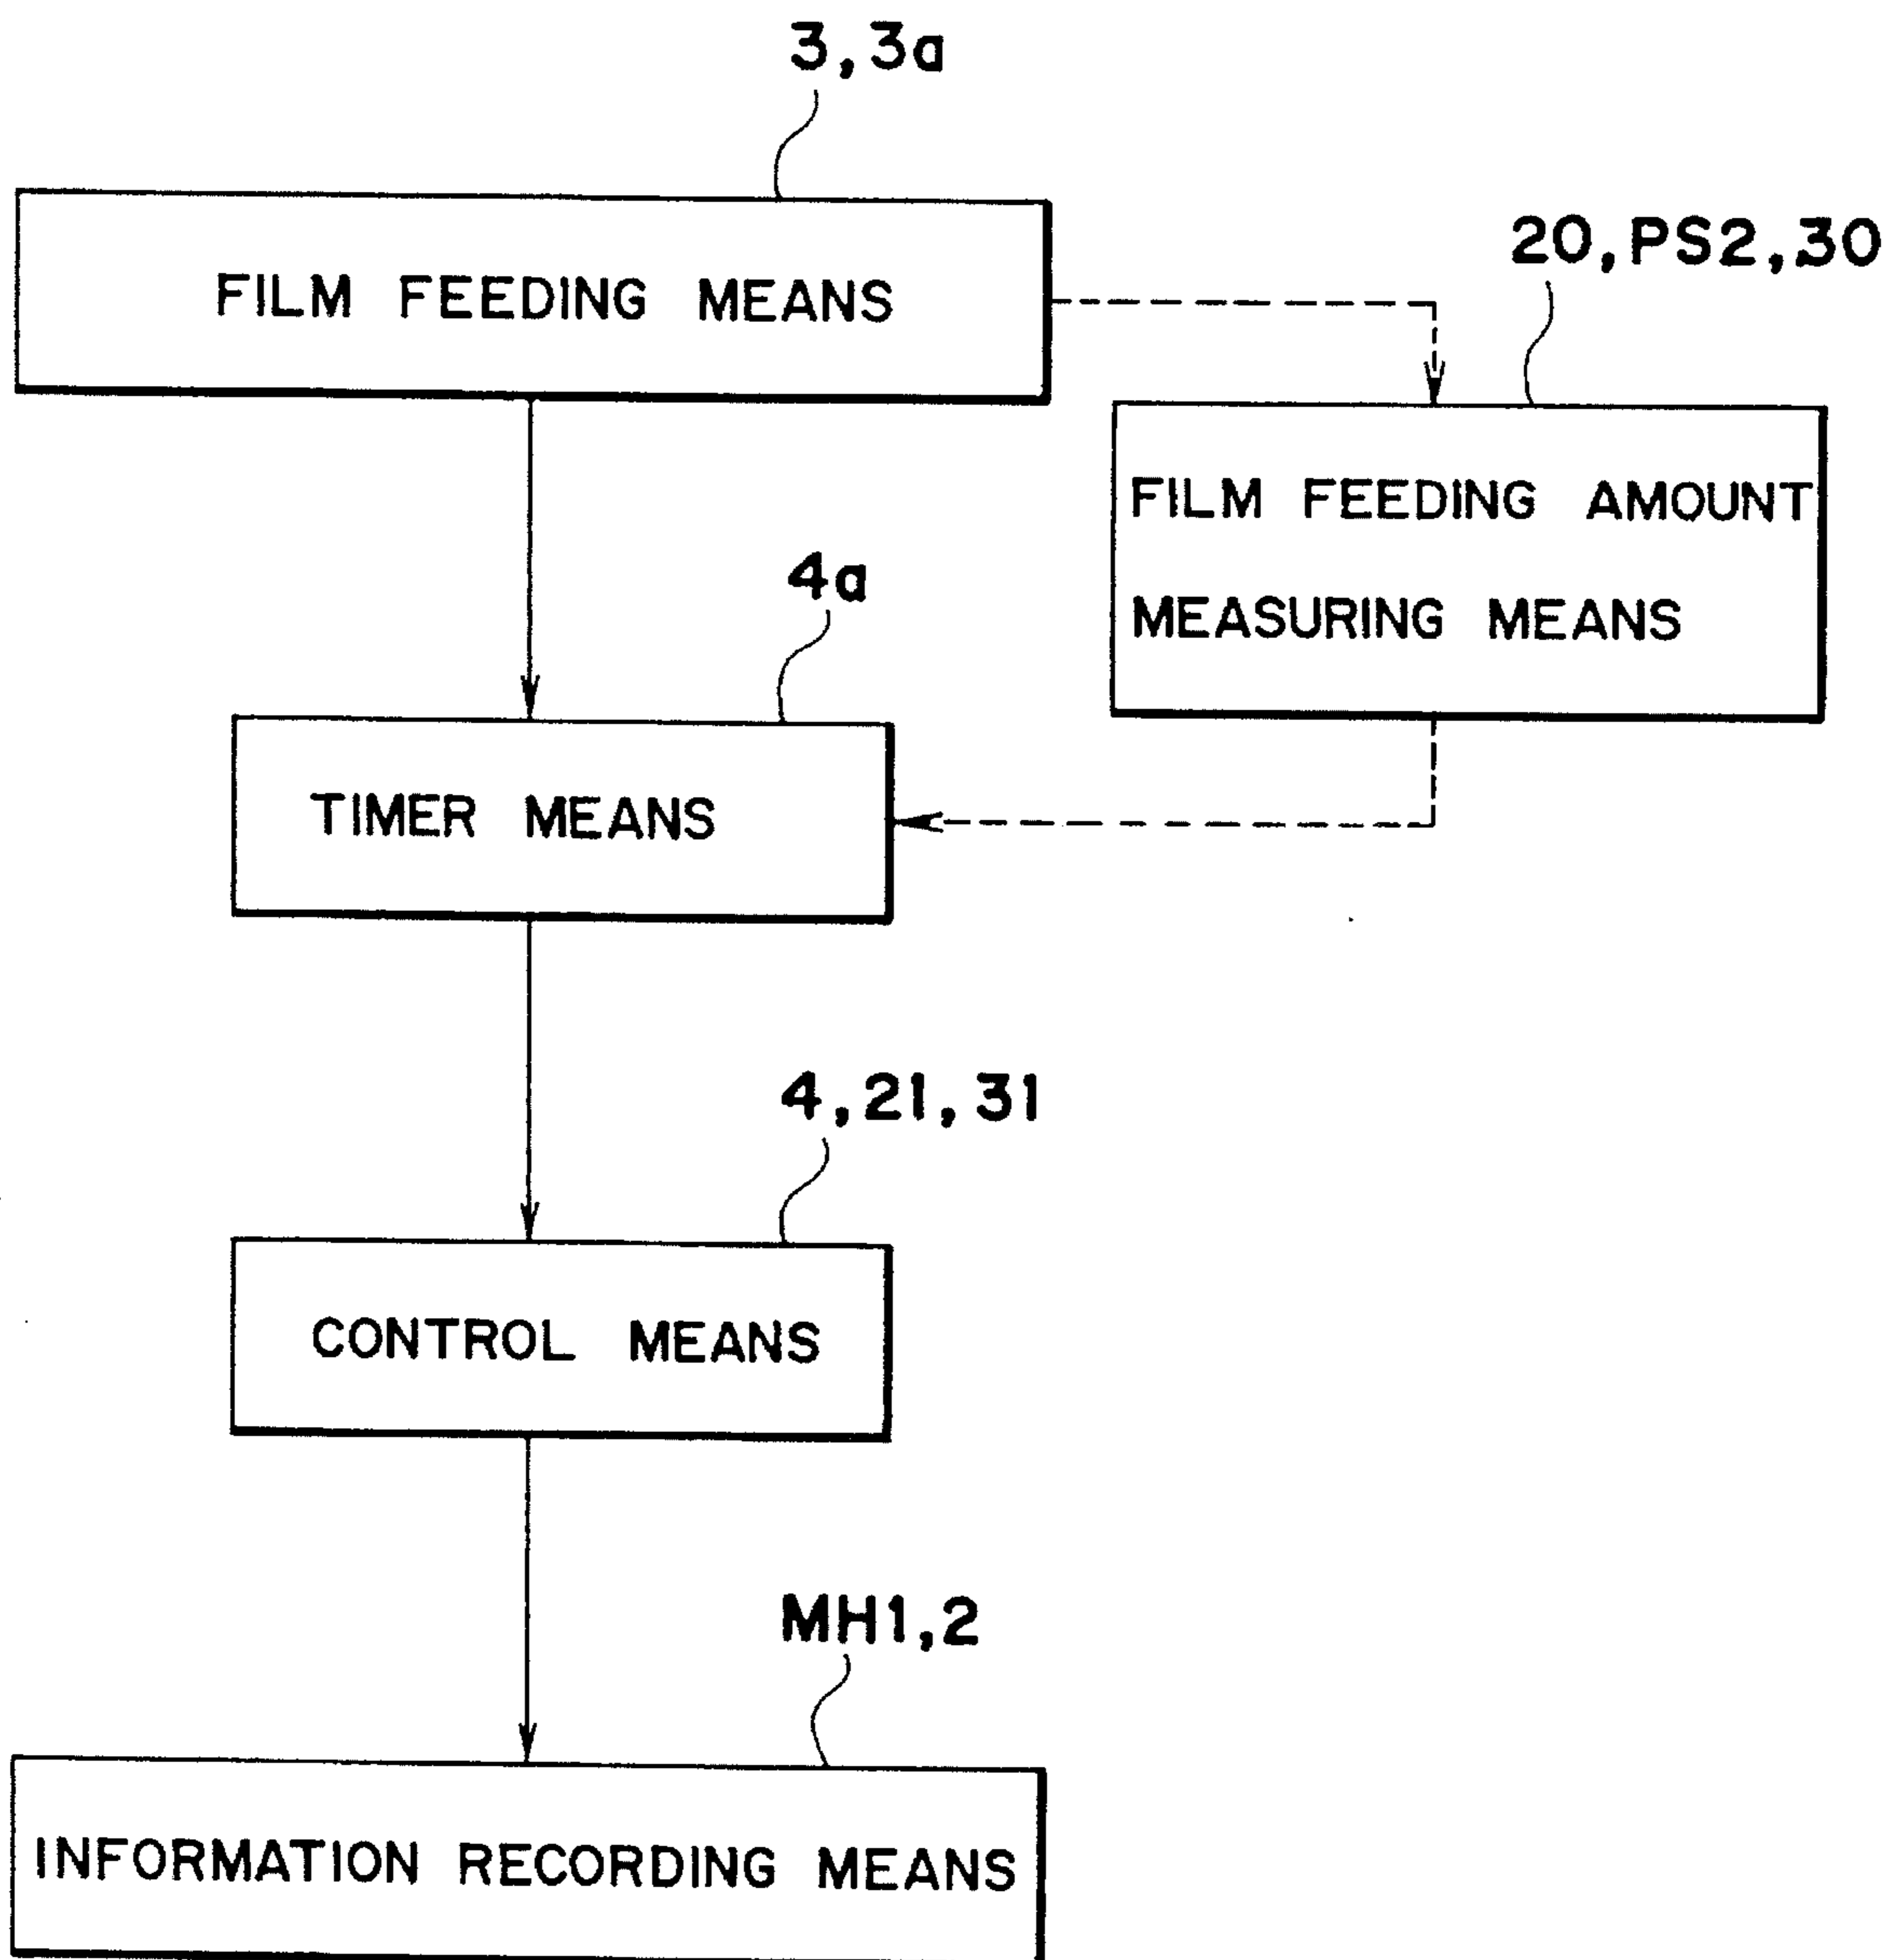 3,3a
FILM FEEDING MEANS
20,PS2,30
FILM FEEDING AMOUNT
MEASURING MEANS
4a
TIMER MEANS
4,21,31
CONTROL MEANS
MH1,2
INFORMATION RECORDING MEANS